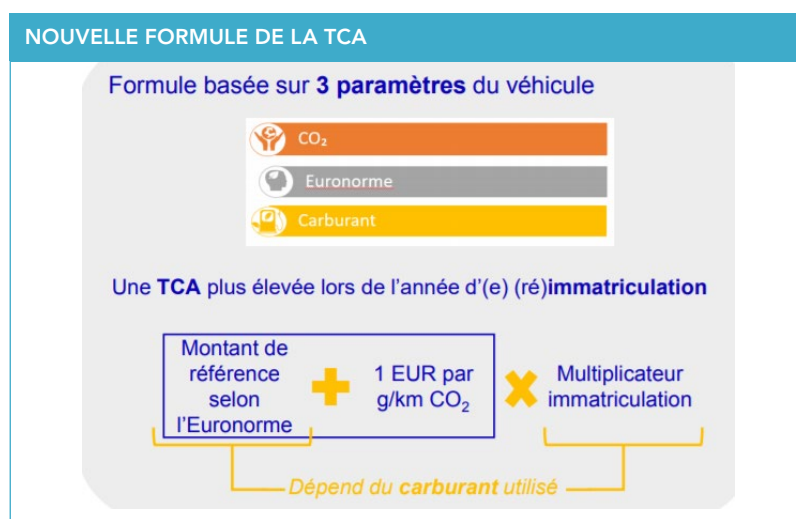 NOUVELLE FORMULE DE LA TCA
Formule basée sur 3 paramètres du véhicule
CO₂
Euronorme
Carburant
Une TCA plus élevée lors de l'année d'(e) (ré)immatriculation
Montant de
référence
selon
l'Euronorme
1 EUR par
g/km CO₂
Multiplicateur
immatriculation
Dépend du carburant utilisé